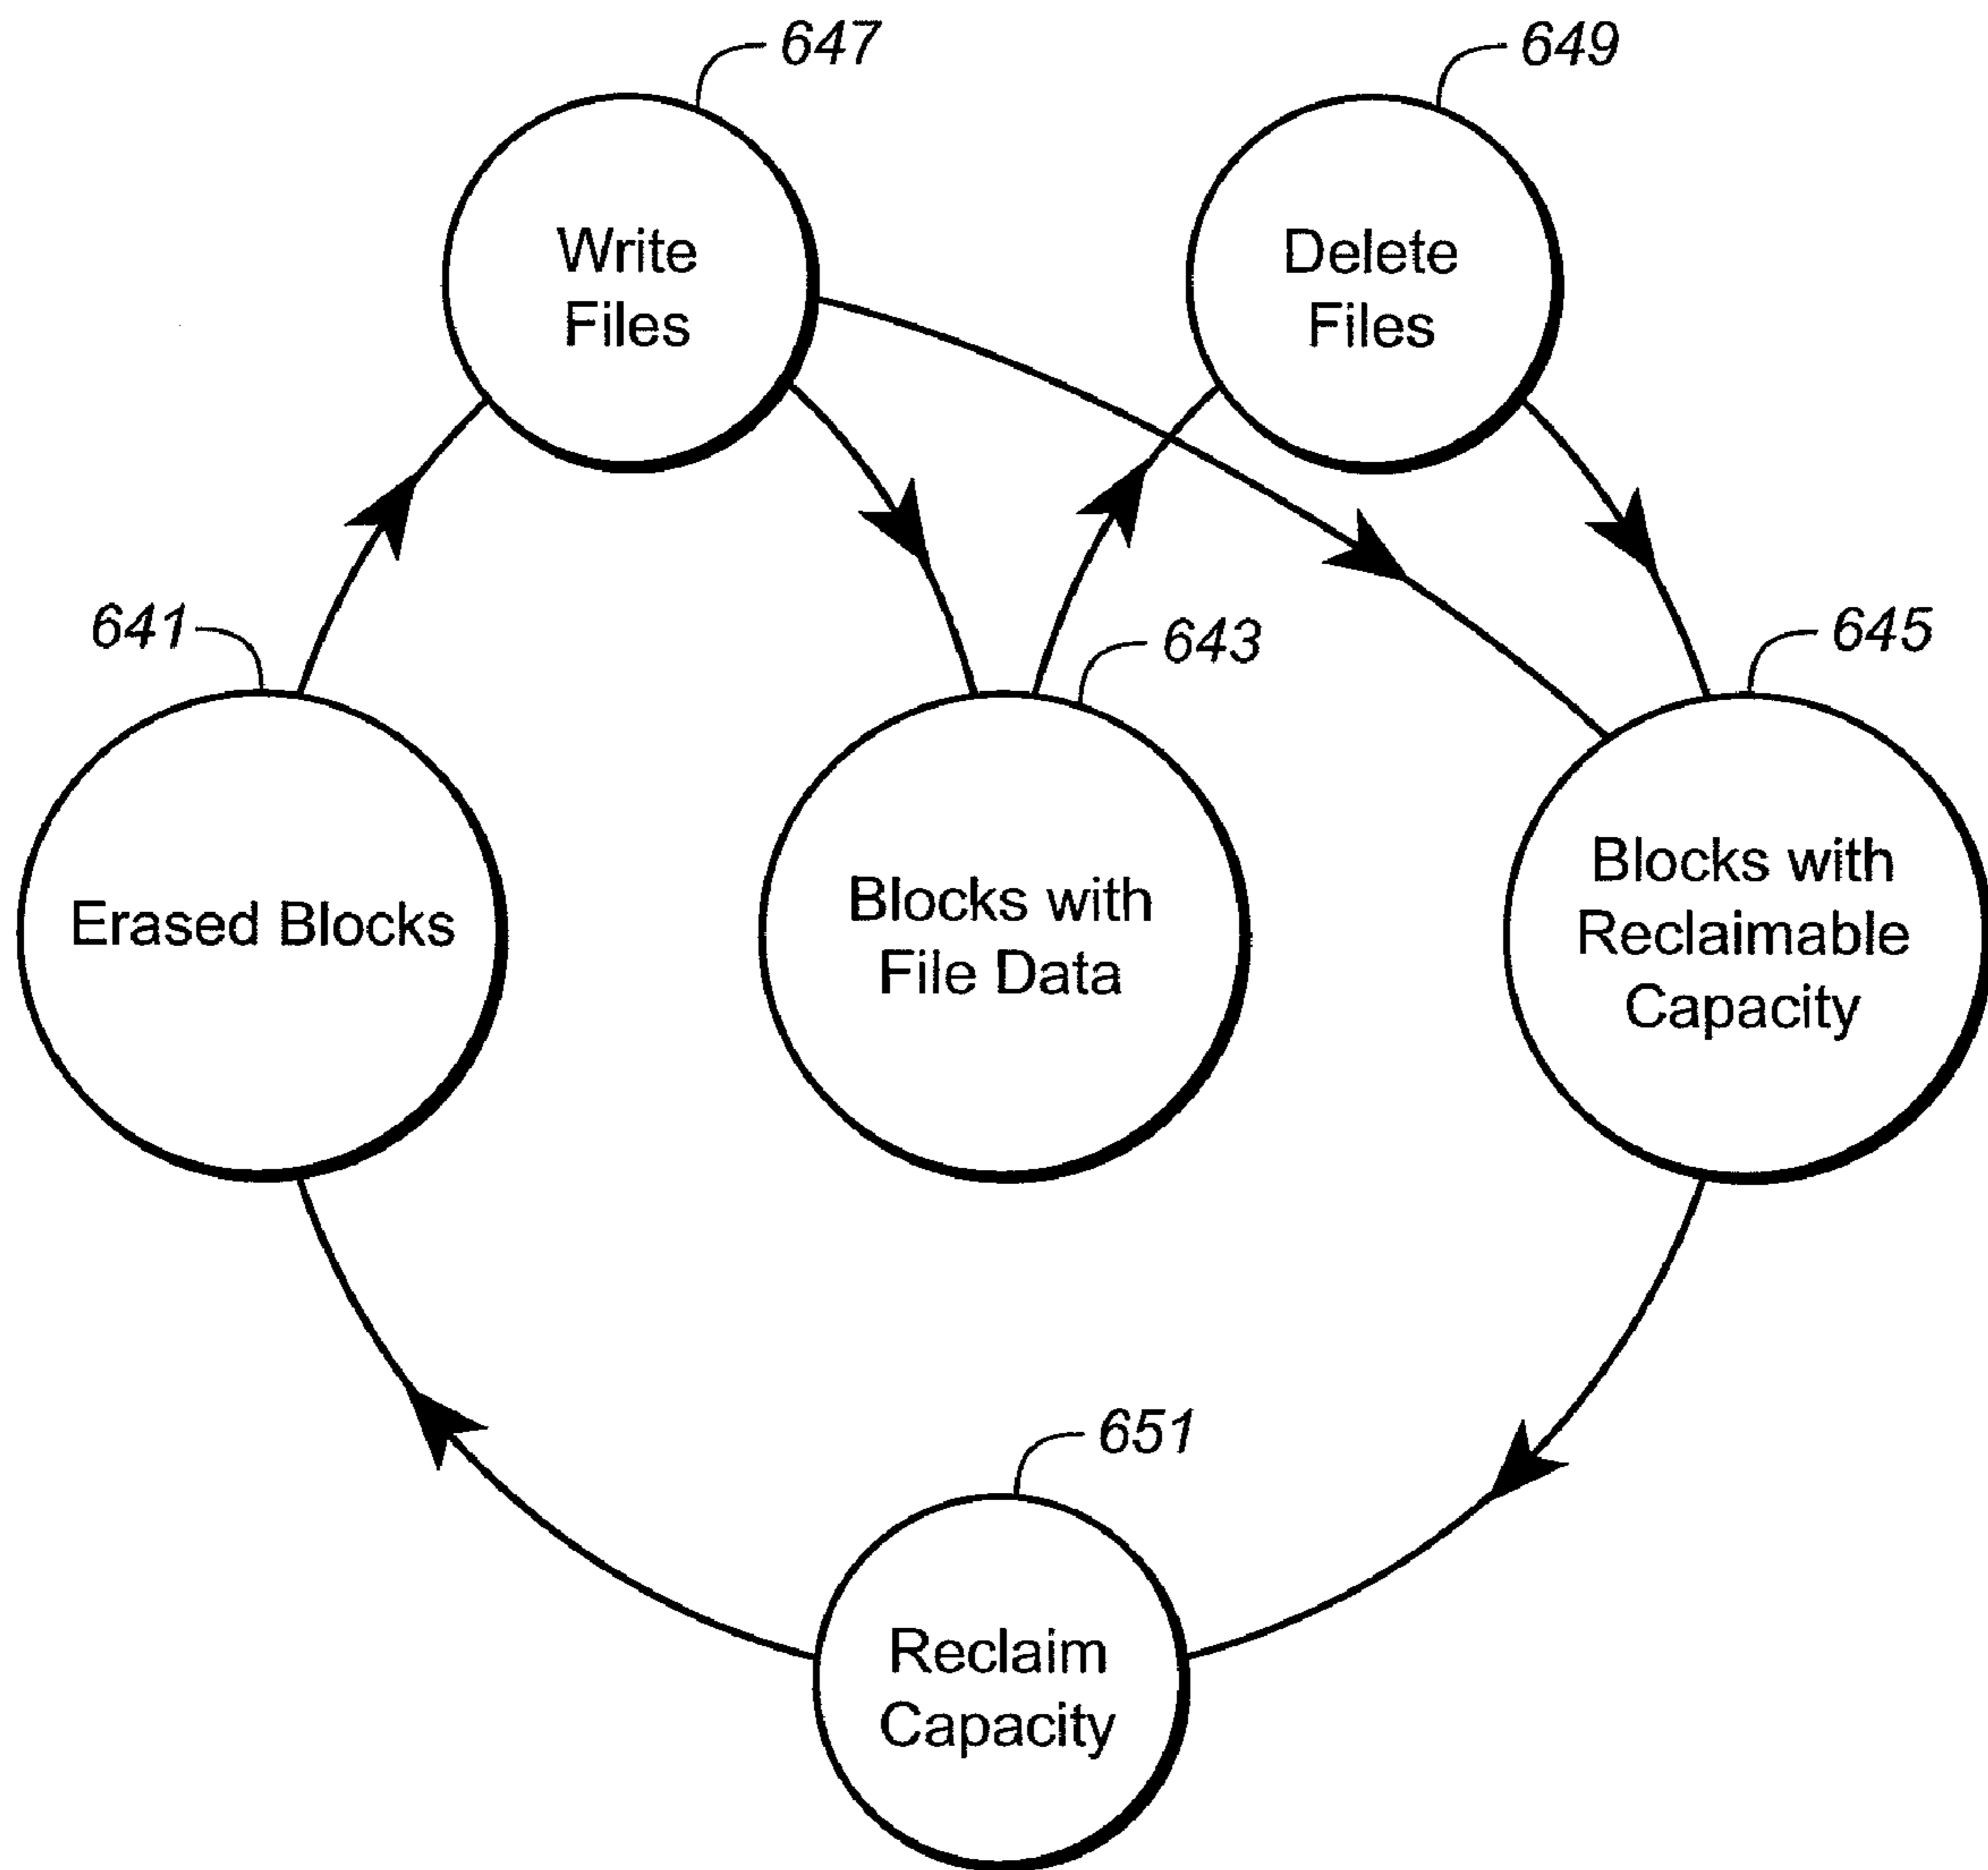 647
649
Write
Files
Delete
Files
641
643
645
Erased Blocks
Blocks with
File Data
Blocks with
Reclaimable
Capacity
651
Reclaim
Capacity